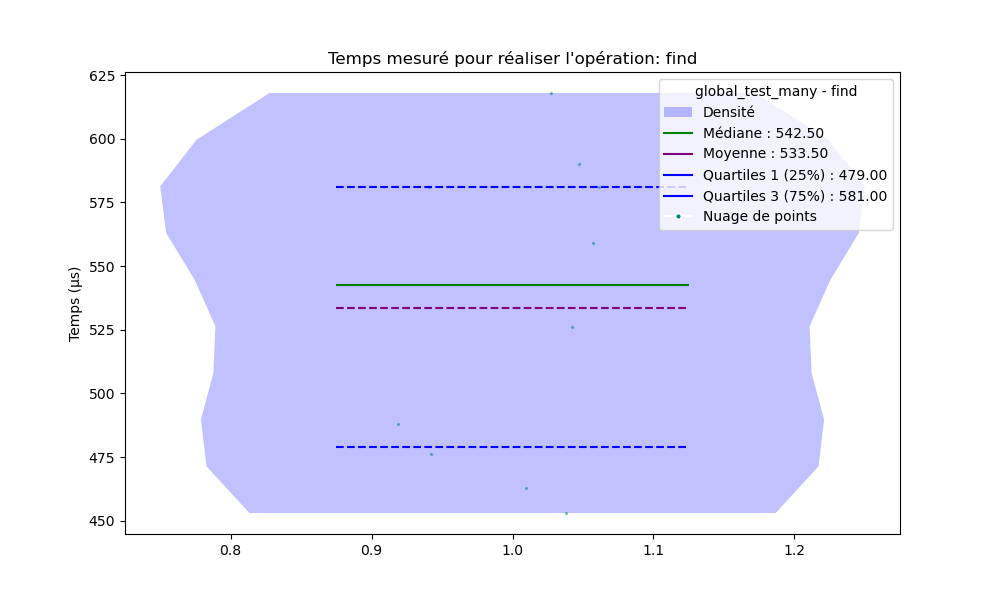 Temps mesuré pour réaliser l'opération: find
625
600
575
550
525
500
475
450
Temps (µs)
global_test_many - find
Densité
Médiane : 542.50
Moyenne : 533.50
Quartiles 1 (25%) : 479.00
Quartiles 3 (75%) : 581.00
Nuage de points
0.8
0.9
1.0
1.1
1.2